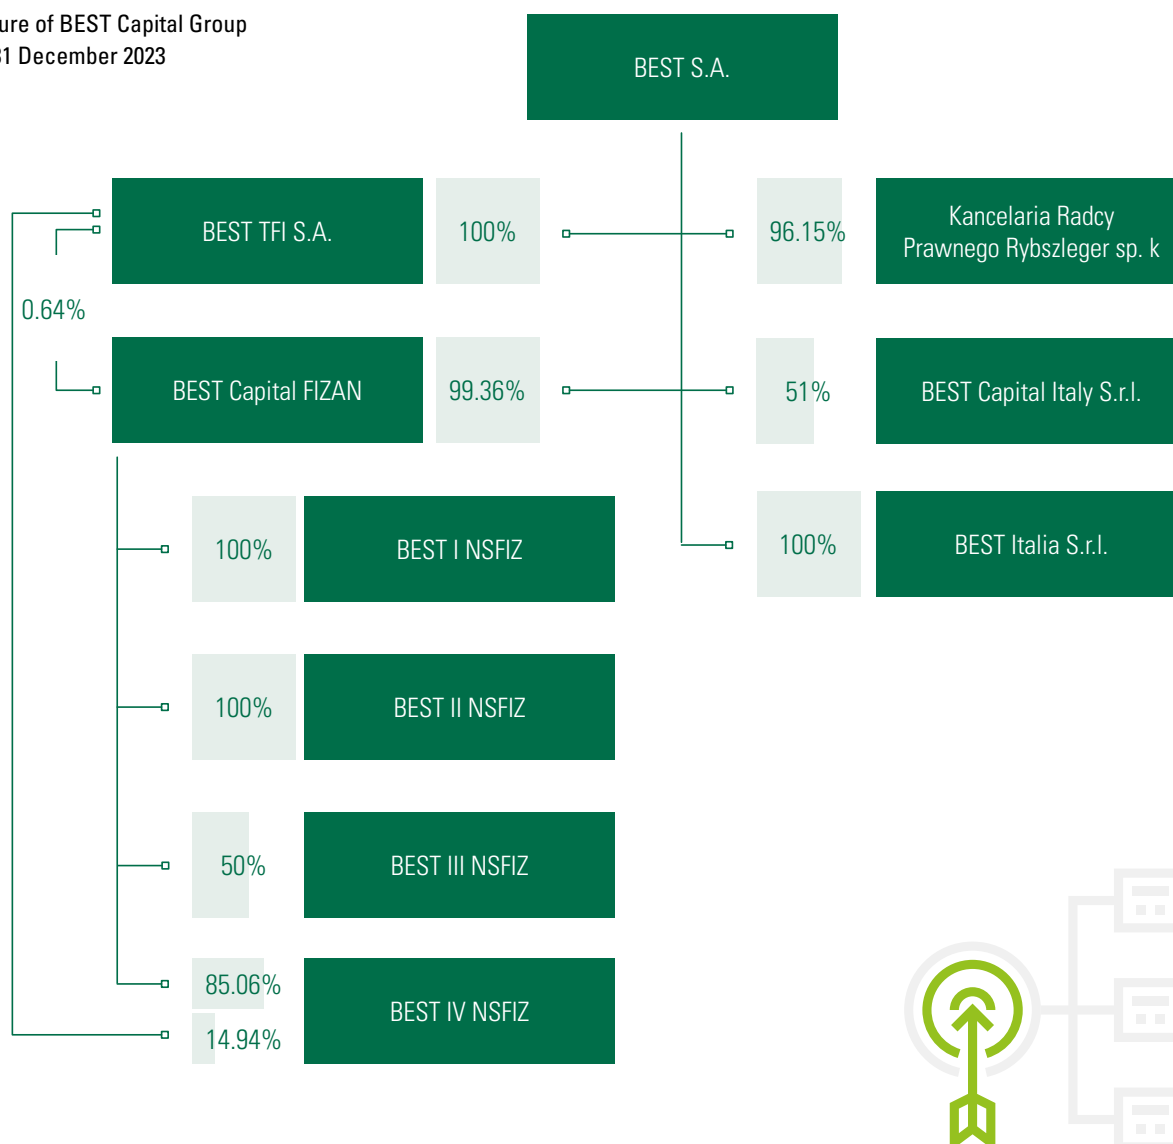 ure of BEST Capital Group
31 December 2023
BEST S.A.
BEST TFI S.A.
100%
96.15%
Kancelaria Radcy
Prawnego Rybszleger sp. k
0.64%
BEST Capital FIZAN
99.36%
51%
BEST Capital Italy S.r.l.
100%
BEST I NSFIZ
100%
BEST Italia S.r.l.
100%
BEST II NSFIZ
50%
BEST III NSFIZ
85.06%
14.94%
BEST IV NSFIZ